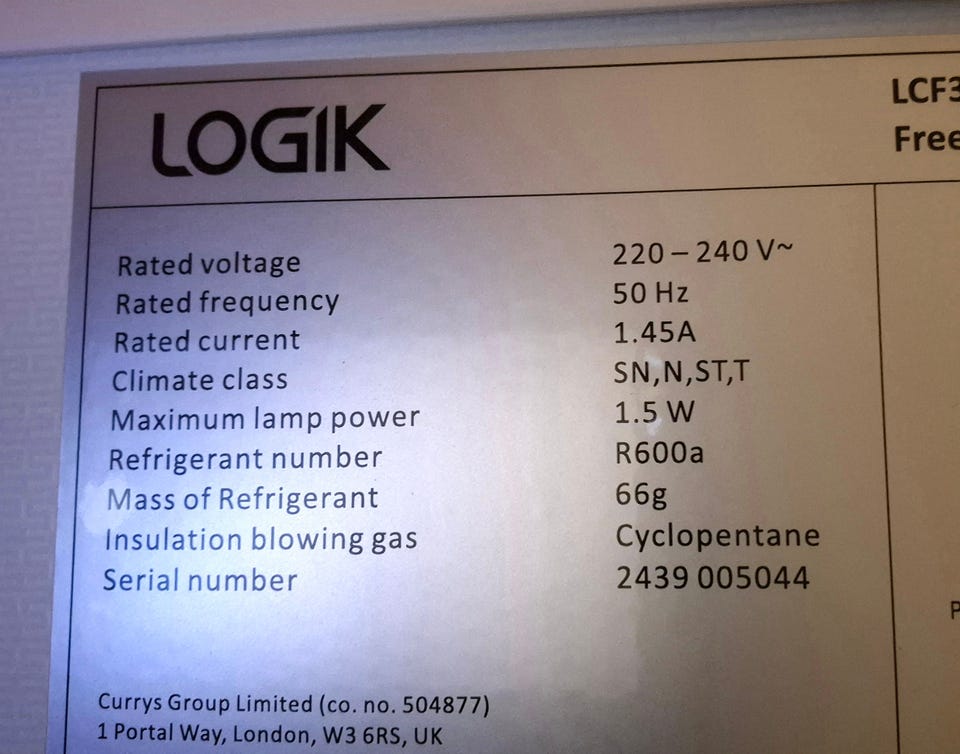 LOGIK
LCF3
Free
Rated voltage 220 – 240 V~
Rated frequency 50 Hz
Rated current 1.45A
Climate class SN,N,ST,T
Maximum lamp power 1.5 W
Refrigerant number R600a
Mass of Refrigerant 66g
Insulation blowing gas Cyclopentane
Serial number 2439 005044
P
Currys Group Limited (co. no. 504877)
1 Portal Way, London, W3 6RS, UK